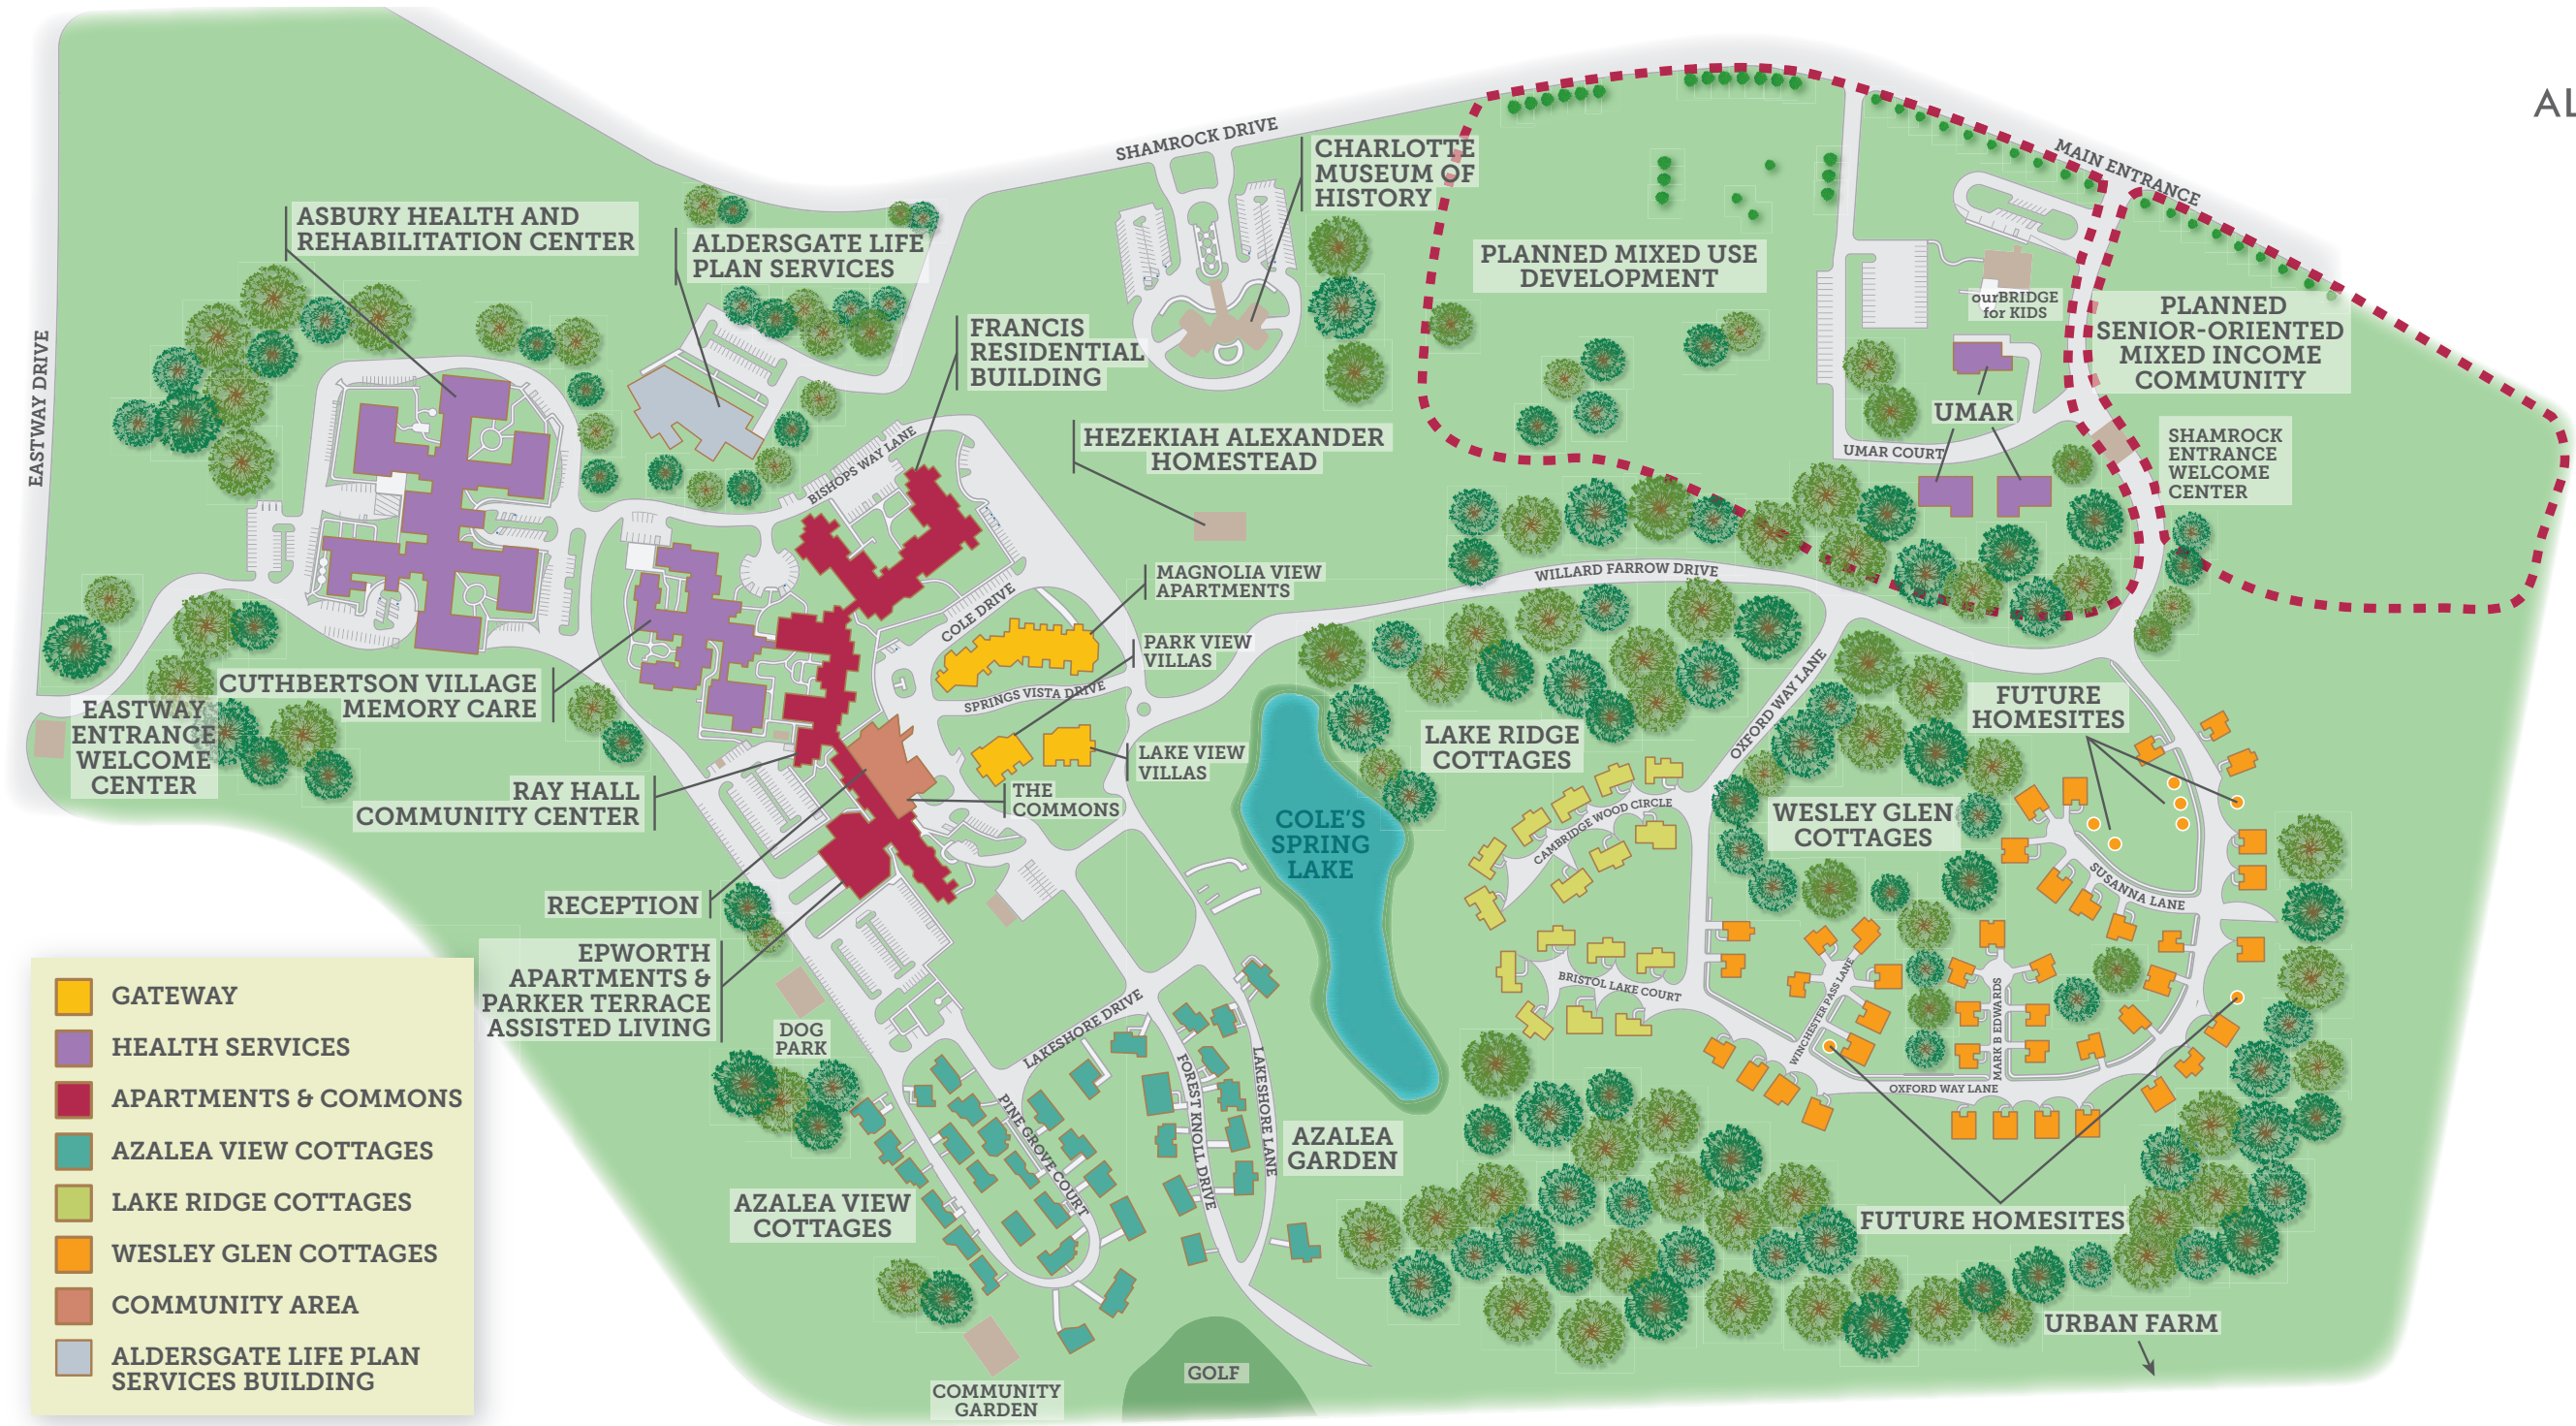 AL
SHAMROCK DRIVE
MAIN ENTRANCE
CHARLOTTE
MUSEUM OF
HISTORY
ASBURY HEALTH AND
REHABILITATION CENTER
ALDERSGATE LIFE
PLAN SERVICES
PLANNED MIXED USE
DEVELOPMENT
ourBRIDGE
for KIDS
PLANNED
SENIOR-ORIENTED
MIXED INCOME
COMMUNITY
FRANCIS
RESIDENTIAL
BUILDING
EASTWAY DRIVE
UMAR
UMAR COURT
SHAMROCK
ENTRANCE
WELCOME
CENTER
HEZEKIAH ALEXANDER
HOMESTEAD
BISHOPS WAY LANE
MAGNOLIA VIEW
APARTMENTS
WILLARD FARROW DRIVE
COLE DRIVE
PARK VIEW
VILLAS
SPRINGS VISTA DRIVE
CUTHBERTSON VILLAGE
MEMORY CARE
EASTWAY
ENTRANCE
WELCOME
CENTER
OXFORD WAY LANE
FUTURE
HOMESITES
LAKE RIDGE
COTTAGES
LAKE VIEW
VILLAS
RAY HALL
COMMUNITY CENTER
THE
COMMONS
COLE'S
SPRING
LAKE
CAMBRIDGE WOOD CIRCLE
WESLEY GLEN
COTTAGES
SUSANNA LANE
RECEPTION
EPWORTH
APARTMENTS &
PARKER TERRACE
ASSISTED LIVING
BRISTOL LAKE COURT
WINCHESTER PASS LANE
MARK B EDWARDS
OXFORD WAY LANE
DOG
PARK
LAKESHORE DRIVE
FOREST KNOLL DRIVE
LAKESHORE LANE
PINE GROVE COURT
AZALEA
GARDEN
AZALEA VIEW
COTTAGES
FUTURE HOMESITES
URBAN FARM
GOLF
COMMUNITY
GARDEN
GATEWAY
HEALTH SERVICES
APARTMENTS & COMMONS
AZALEA VIEW COTTAGES
LAKE RIDGE COTTAGES
WESLEY GLEN COTTAGES
COMMUNITY AREA
ALDERSGATE LIFE PLAN
SERVICES BUILDING